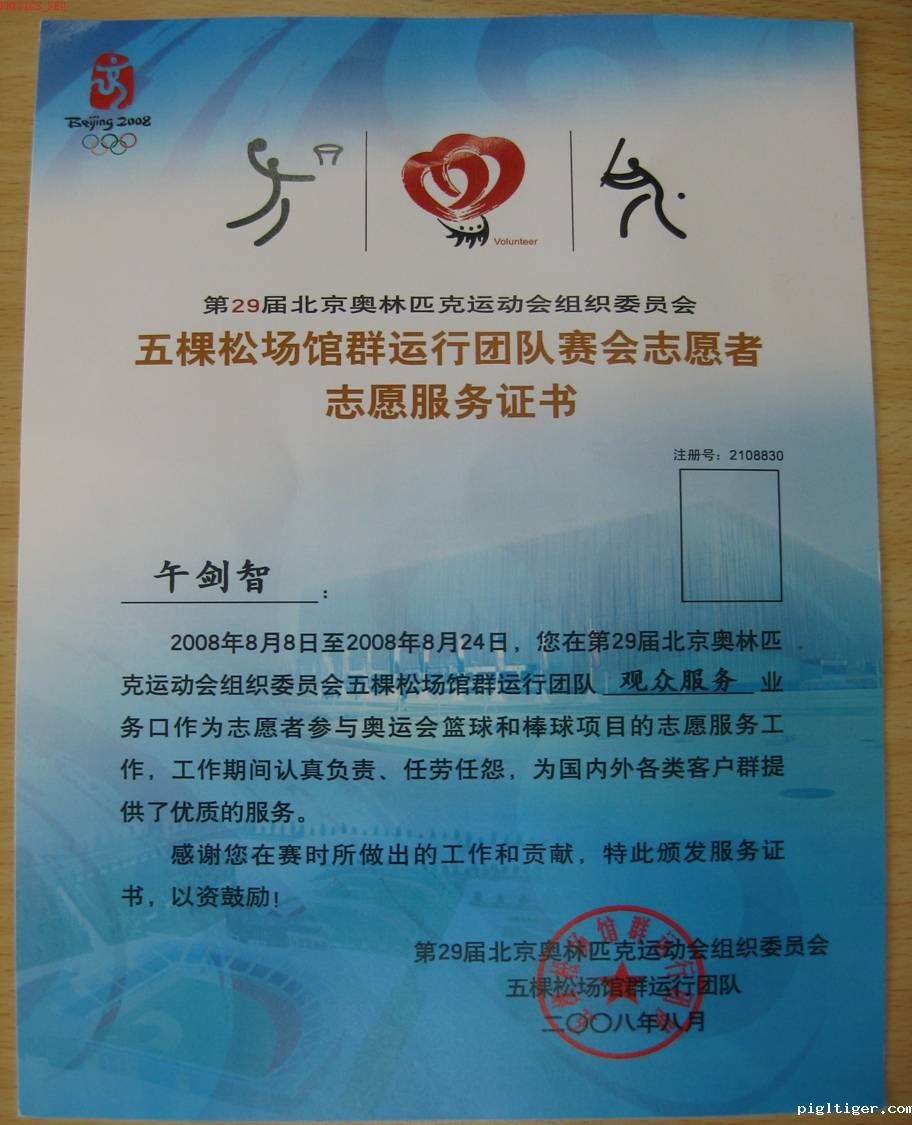 Beijing 2008
Volunteer
第29届北京奥林匹克运动会组织委员会
五棵松场馆群运行团队赛会志愿者
志愿服务证书
注册号：2108830
午剑智：
2008年8月8日至2008年8月24日，您在第29届北京奥林匹
克运动会组织委员会五棵松场馆群运行团队 观众服务 业
务口作为志愿者参与奥运会篮球和棒球项目的志愿服务工
作，工作期间认真负责、任劳任怨，为国内外各类客户群提
供了优质的服务。
感谢您在赛时所做出的工作和贡献，特此颁发服务证
书，以资鼓励！
第29届北京奥林匹克运动会组织委员会
五棵松场馆群运行团队
二〇〇八年八月
pigltiger.com